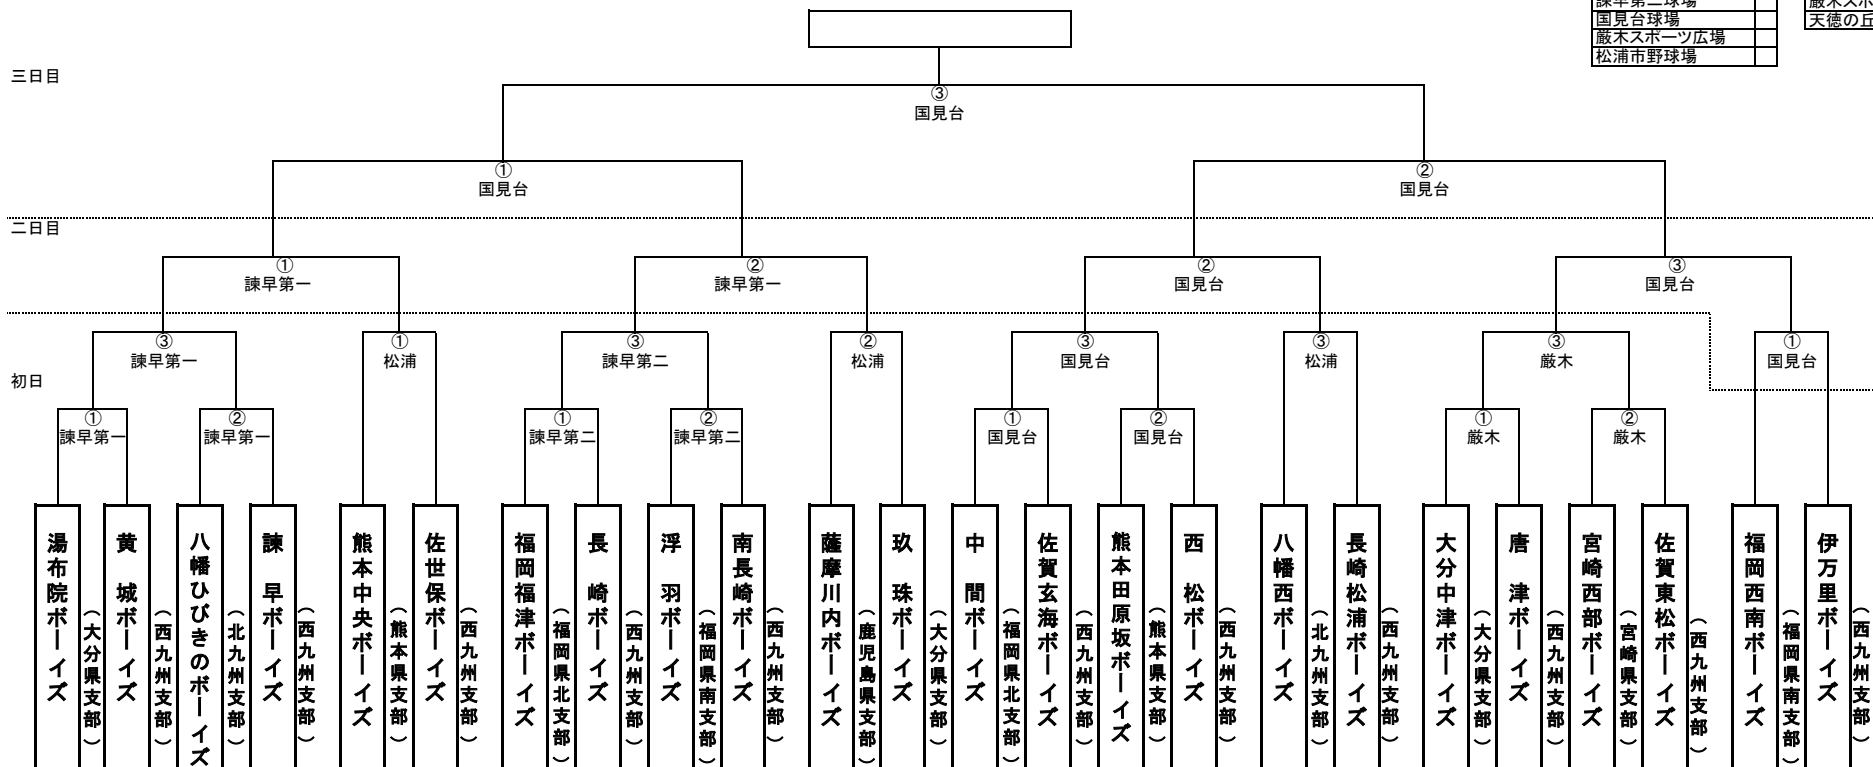 諫早第二球場
国見台球場
厳木スポーツ広場
松浦市野球場
厳木スポ
天徳の丘
三日目
③
国見台
①
国見台
②
国見台
二日目
①
諫早第一
②
諫早第一
②
国見台
③
国見台
初日
③
諫早第一
①
松浦
③
諫早第二
②
松浦
③
国見台
③
松浦
③
厳木
①
国見台
①
諫早第一
②
諫早第一
①
諫早第二
②
諫早第二
①
国見台
②
国見台
①
厳木
②
厳木
湯布院ボーイズ
（大分県支部）
黄城ボーイズ
（西九州支部）
八幡ひびきのボーイズ
（北九州支部）
諫早ボーイズ
（西九州支部）
熊本中央ボーイズ
（熊本県支部）
佐世保ボーイズ
（西九州支部）
福岡福津ボーイズ
（福岡県北支部）
長崎ボーイズ
（西九州支部）
浮羽ボーイズ
（福岡県南支部）
南長崎ボーイズ
（西九州支部）
薩摩川内ボーイズ
（鹿児島県支部）
玖珠ボーイズ
（大分県支部）
中間ボーイズ
（福岡県北支部）
佐賀玄海ボーイズ
（西九州支部）
熊本田原坂ボーイズ
（熊本県支部）
西松ボーイズ
（西九州支部）
八幡西ボーイズ
（北九州支部）
長崎松浦ボーイズ
（西九州支部）
大分中津ボーイズ
（大分県支部）
唐津ボーイズ
（西九州支部）
宮崎西部ボーイズ
（宮崎県支部）
佐賀東松ボーイズ
（西九州支部）
福岡西南ボーイズ
（福岡県南支部）
伊万里ボーイズ
（西九州支部）